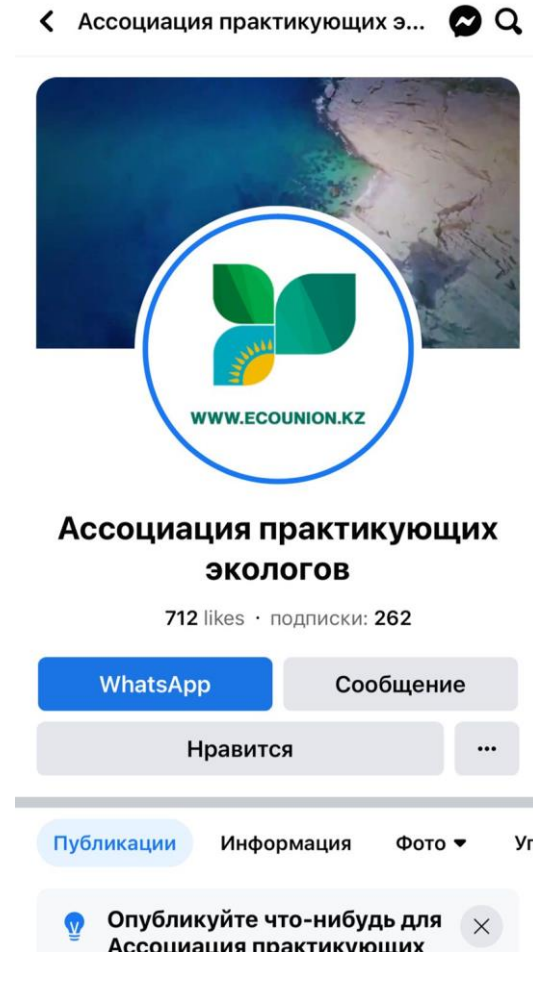 Ассоциация практикующих э...
WWW.ECOUNION.KZ
Ассоциация практикующих
экологов
712 likes · подписки: 262
WhatsApp
Сообщение
Нравится
Публикации
Информация
Фото
Опубликуйте что-нибудь для
Ассоциация практикующих